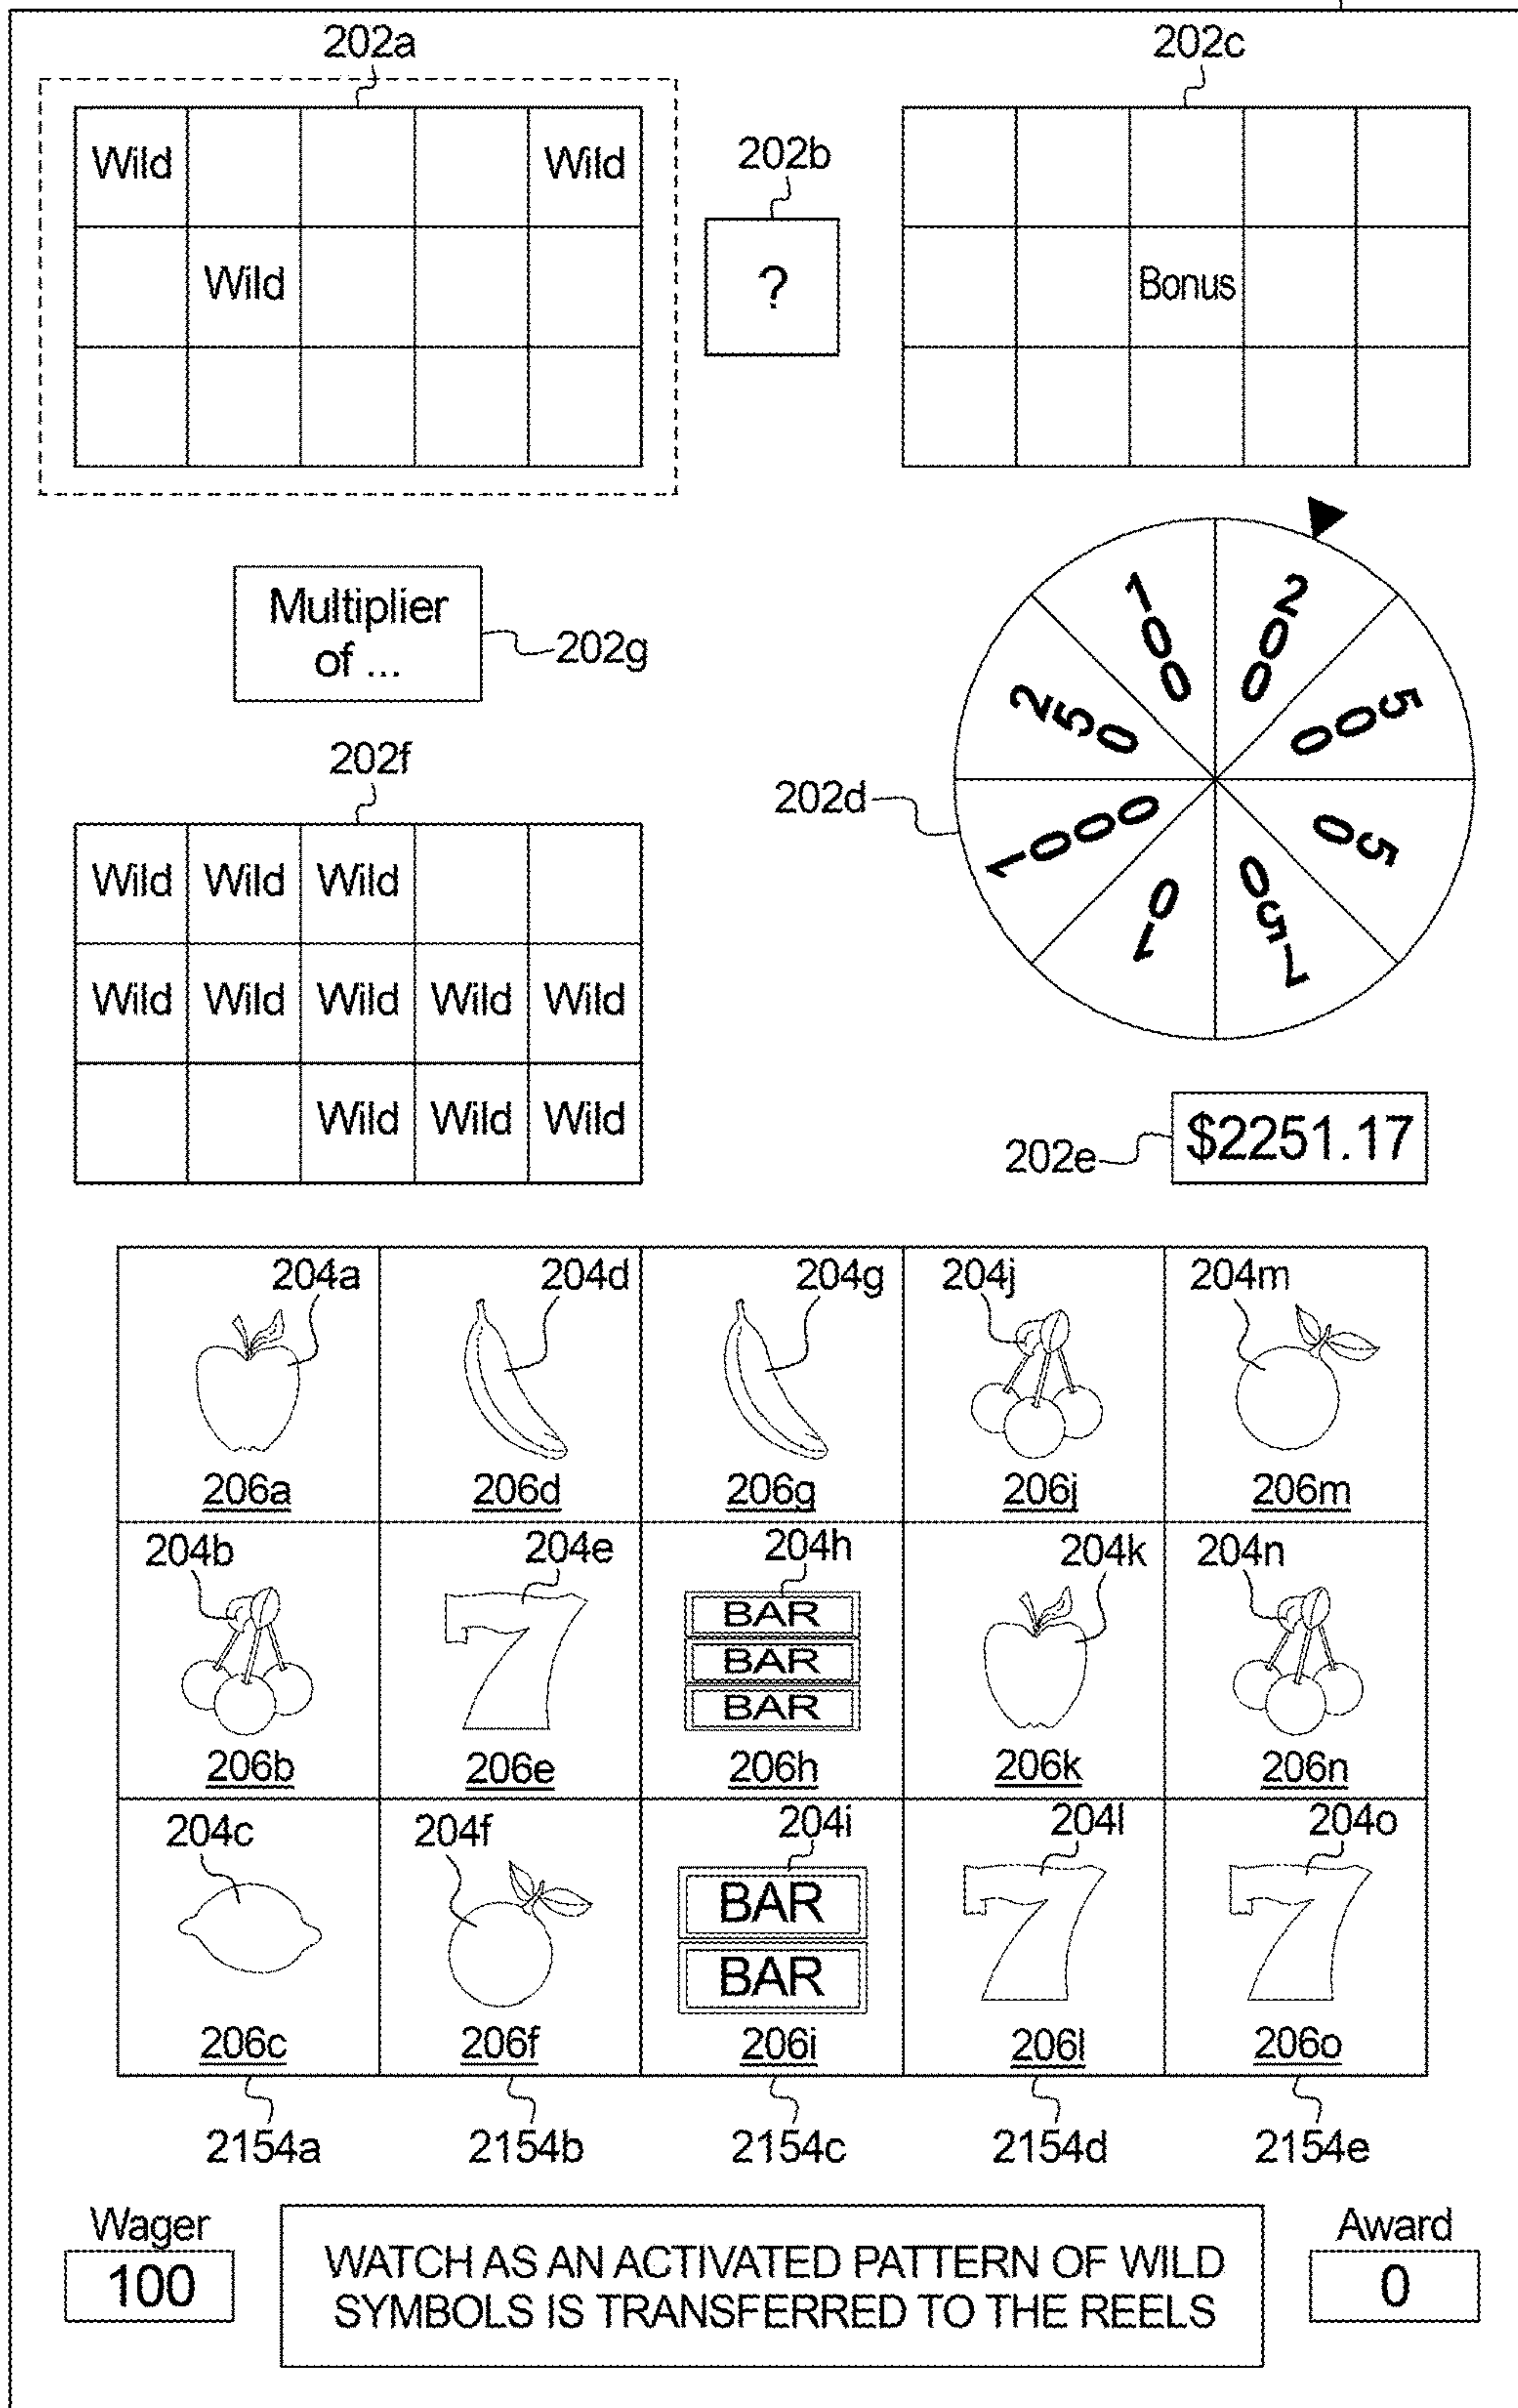 202a
202c
Wild Wild
202b
Wild
?
Bonus
Multiplier
of ...
202g
100
200
250
500
202d
1000
50
10
750
202f
Wild Wild Wild
Wild Wild Wild Wild Wild
Wild Wild Wild
202e
$2251.17
204a 204d 204g 204j 204m
206a 206d 206g 206j 206m
204b 204e 204h 204k 204n
BAR
BAR
BAR
7
206b 206e 206h 206k 206n
204c 204f 204i 204l 204o
BAR
BAR
7 7
206c 206f 206i 206l 206o
2154a 2154b 2154c 2154d 2154e
Wager
100
WATCH AS AN ACTIVATED PATTERN OF WILD
SYMBOLS IS TRANSFERRED TO THE REELS
Award
0